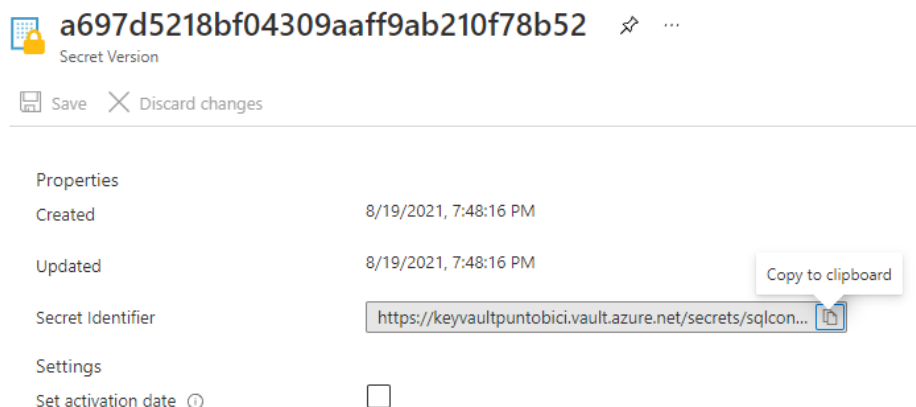 a697d5218bf04309aaff9ab210f78b52 ...
Secret Version
Save Discard changes
Properties
Created 8/19/2021, 7:48:16 PM
Updated 8/19/2021, 7:48:16 PM
Copy to clipboard
Secret Identifier https://keyvaultpuntobici.vault.azure.net/secrets/sqlcon...
Settings
Set activation date